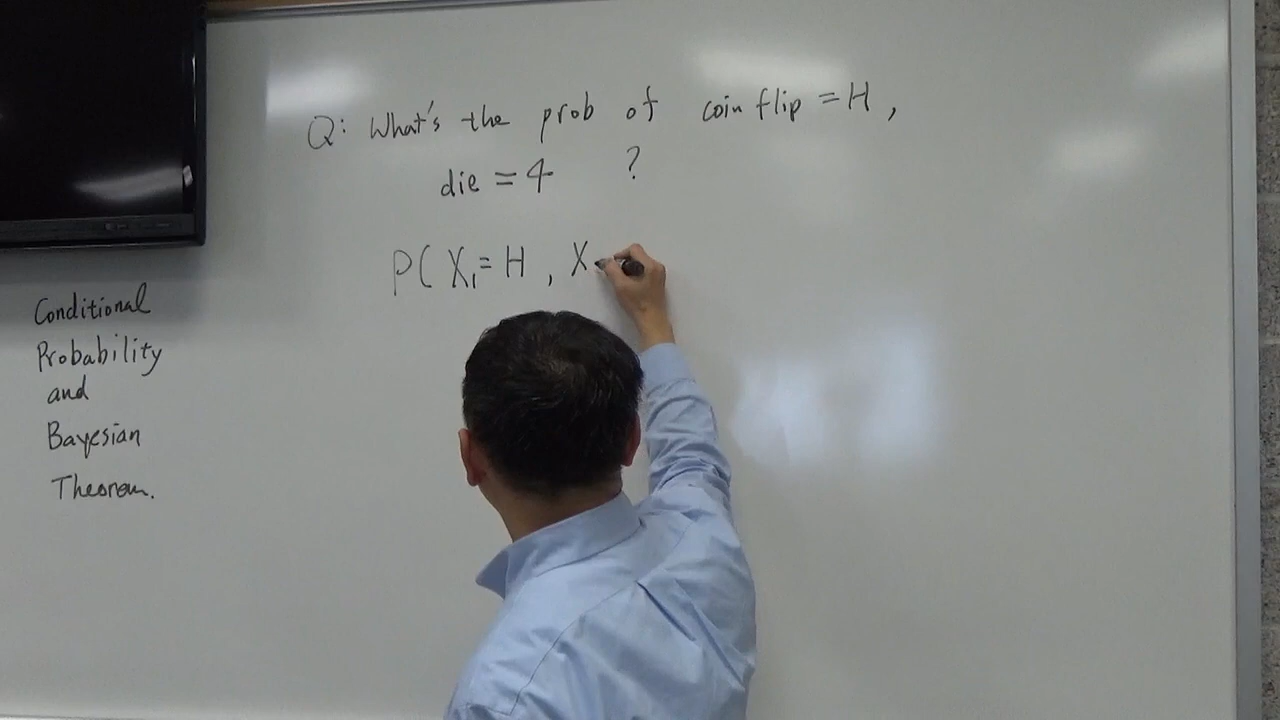 Q: What's the prob of coin flip = H,
die = 4 ?
P( X₁ = H , X
Conditional
Probability
and
Bayesian
Theorem.